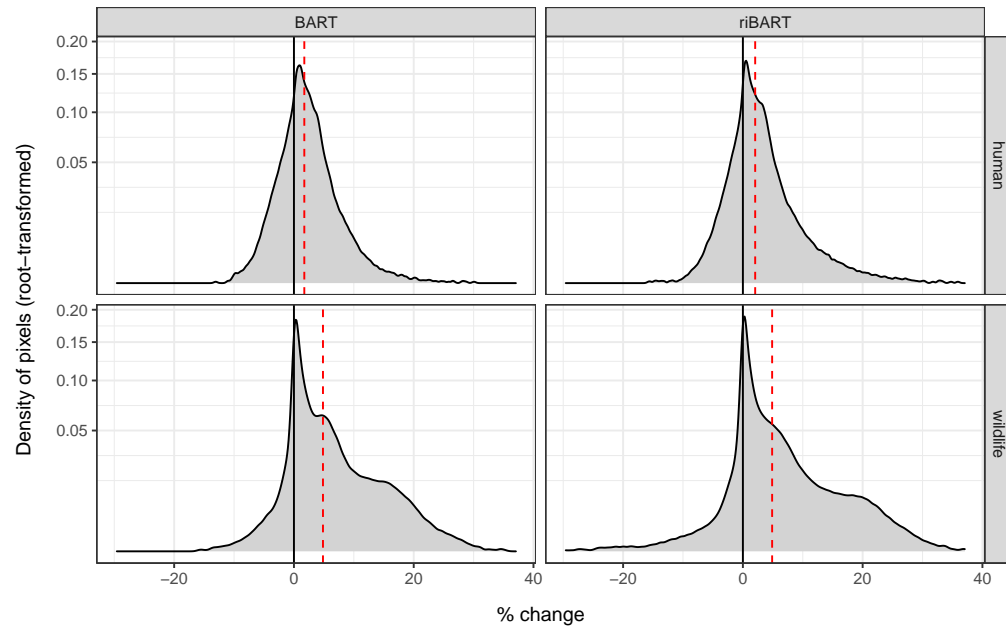 BART
riBART
0.20
0.15
0.10
0.05
human
0.20
0.15
0.10
0.05
wildlife
Density of pixels (root−transformed)
−20
0
20
40
−20
0
20
40
% change